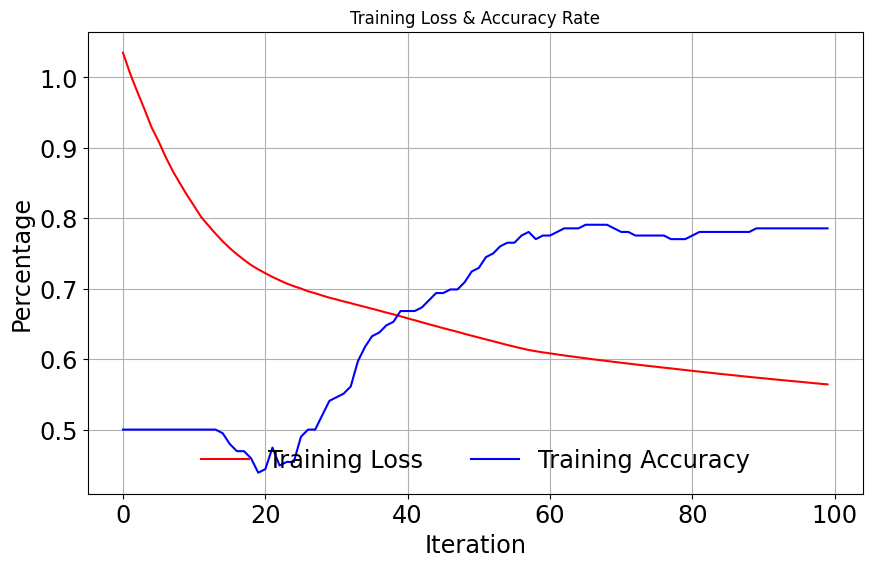 Training Loss & Accuracy Rate
Percentage
1.0
0.9
0.8
0.7
0.6
0.5
Training Loss
Training Accuracy
0 20 40 60 80 100
Iteration